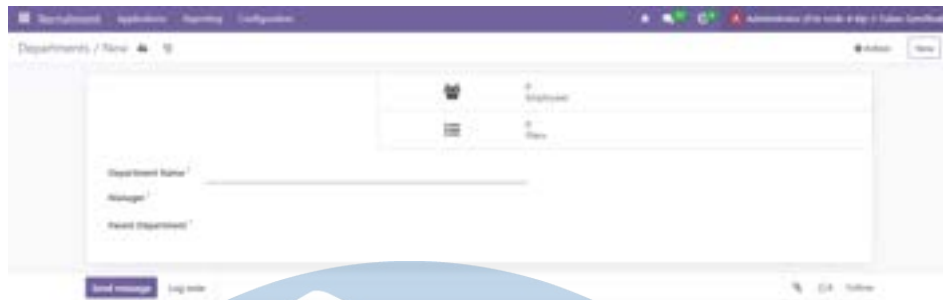 Recruitment Applications Reporting Configuration
Departments / New
Action New
0
Employees
0
Plans
Department Name ?
Manager ?
Parent Department ?
Send message Log note Follow